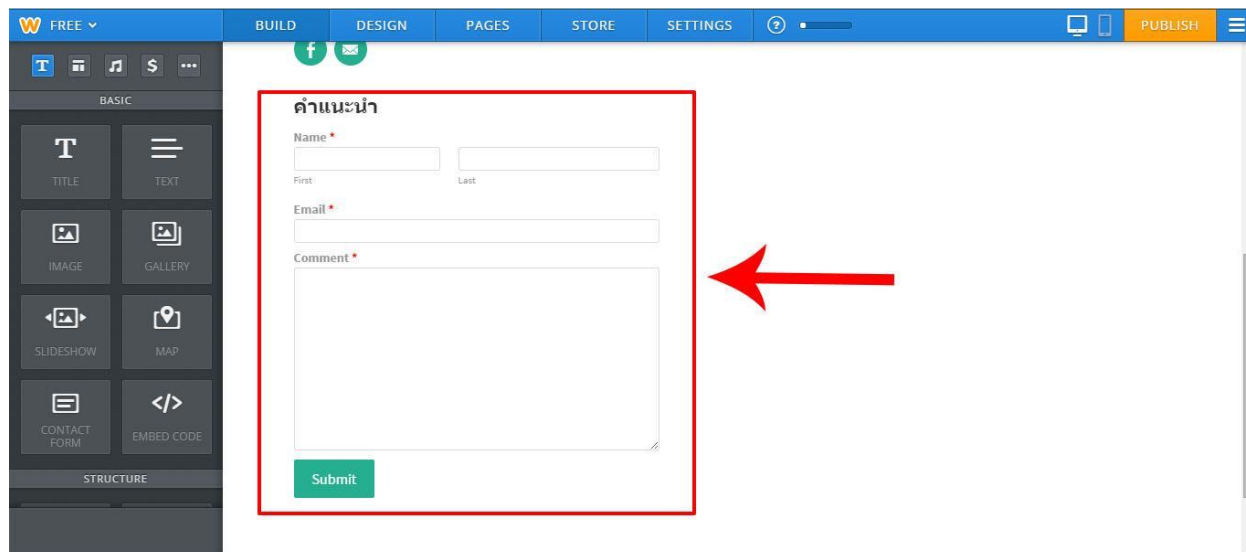 FREE BUILD DESIGN PAGES STORE SETTINGS ? PUBLISH
T $
BASIC
T
TITLE TEXT
IMAGE GALLERY
SLIDESHOW MAP
</>
CONTACT FORM EMBED CODE
STRUCTURE
f
คำแนะนำ
Name *
First Last
Email *
Comment *
Submit